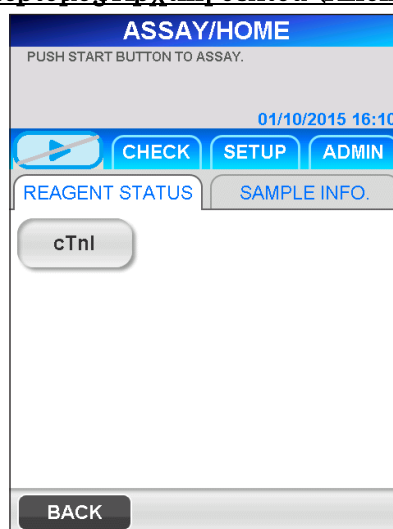 ASSAY/HOME
PUSH START BUTTON TO ASSAY.
01/10/2015 16:10
CHECK SETUP ADMIN
REAGENT STATUS SAMPLE INFO.
cTnI
BACK